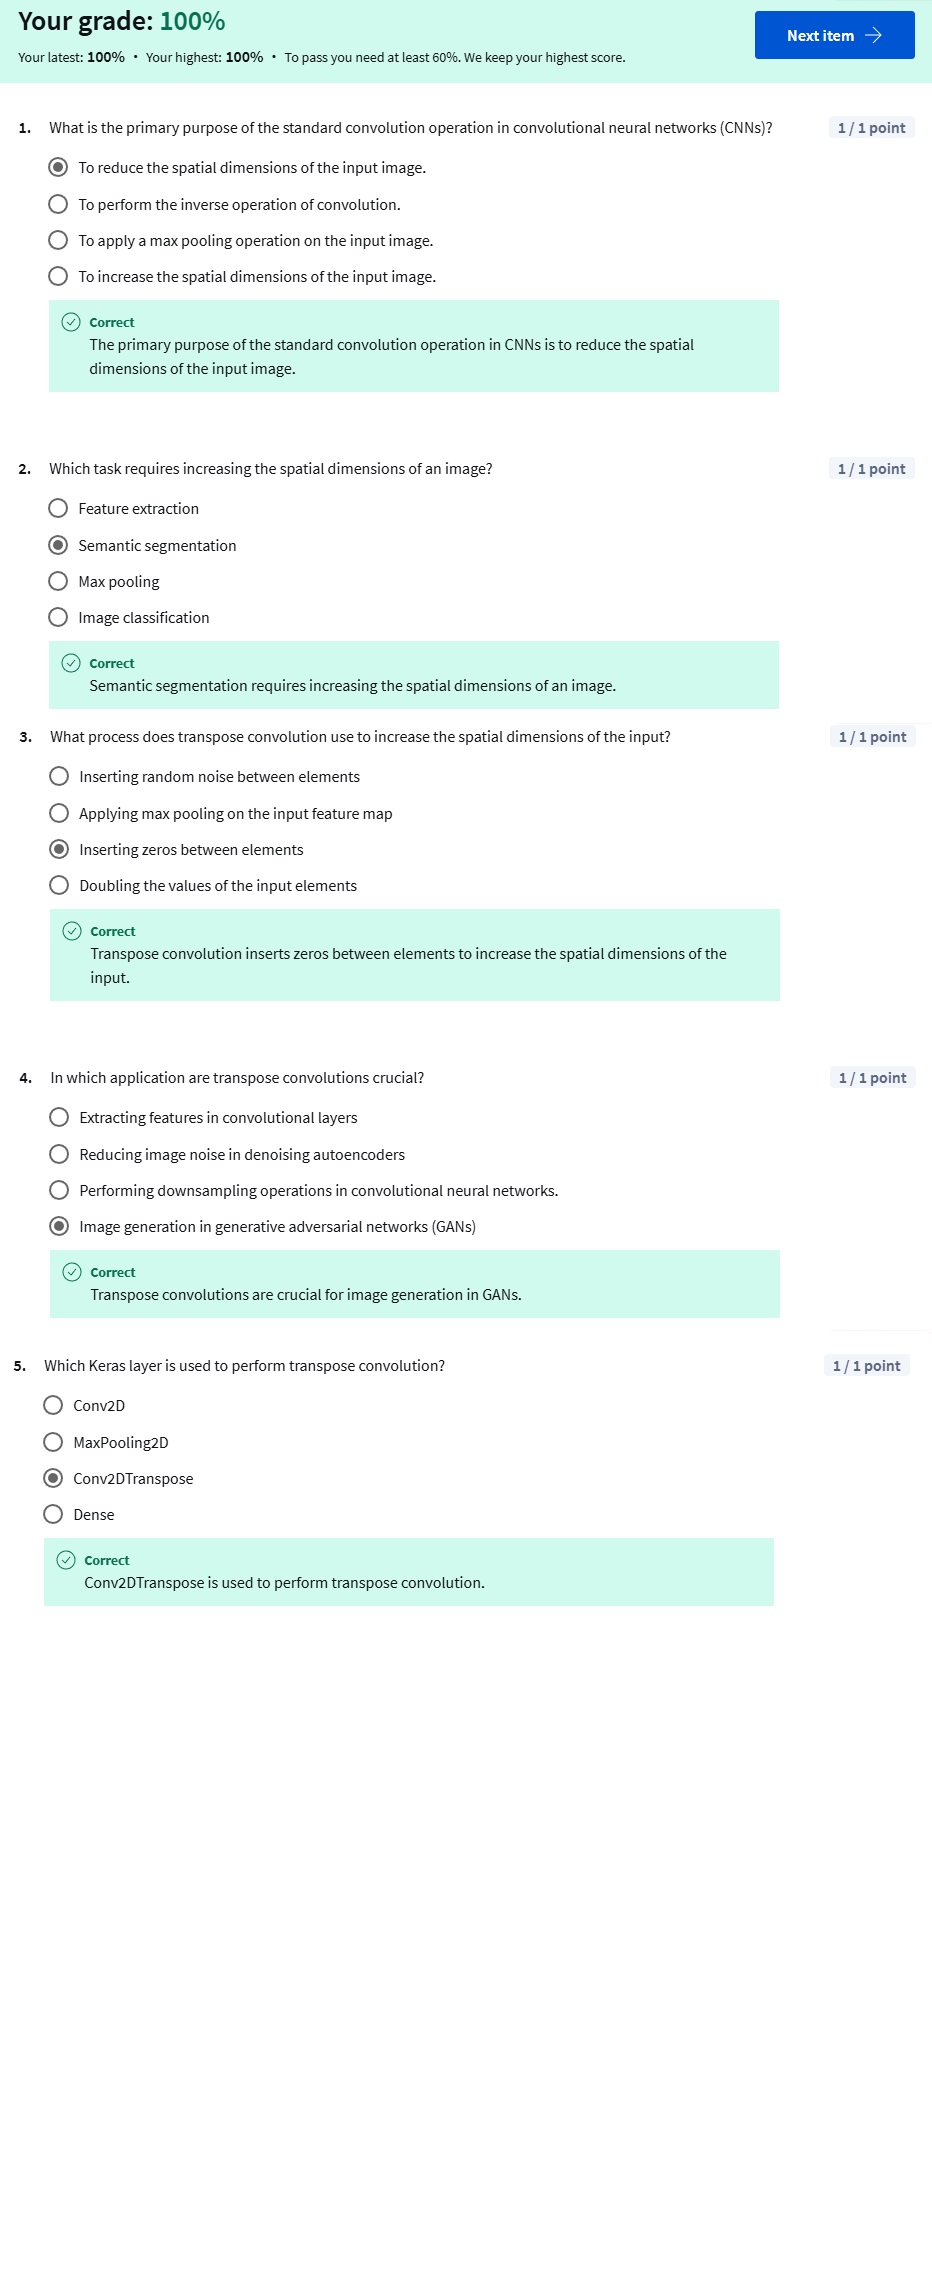 Your grade: 100%
Next item →
Your latest: 100% • Your highest: 100% • To pass you need at least 60%. We keep your highest score.
1. What is the primary purpose of the standard convolution operation in convolutional neural networks (CNNs)? 1 / 1 point
To reduce the spatial dimensions of the input image.
To perform the inverse operation of convolution.
To apply a max pooling operation on the input image.
To increase the spatial dimensions of the input image.
Correct
The primary purpose of the standard convolution operation in CNNs is to reduce the spatial
dimensions of the input image.
2. Which task requires increasing the spatial dimensions of an image? 1 / 1 point
Feature extraction
Semantic segmentation
Max pooling
Image classification
Correct
Semantic segmentation requires increasing the spatial dimensions of an image.
3. What process does transpose convolution use to increase the spatial dimensions of the input? 1 / 1 point
Inserting random noise between elements
Applying max pooling on the input feature map
Inserting zeros between elements
Doubling the values of the input elements
Correct
Transpose convolution inserts zeros between elements to increase the spatial dimensions of the
input.
4. In which application are transpose convolutions crucial? 1 / 1 point
Extracting features in convolutional layers
Reducing image noise in denoising autoencoders
Performing downsampling operations in convolutional neural networks.
Image generation in generative adversarial networks (GANs)
Correct
Transpose convolutions are crucial for image generation in GANs.
5. Which Keras layer is used to perform transpose convolution? 1 / 1 point
Conv2D
MaxPooling2D
Conv2DTranspose
Dense
Correct
Conv2DTranspose is used to perform transpose convolution.